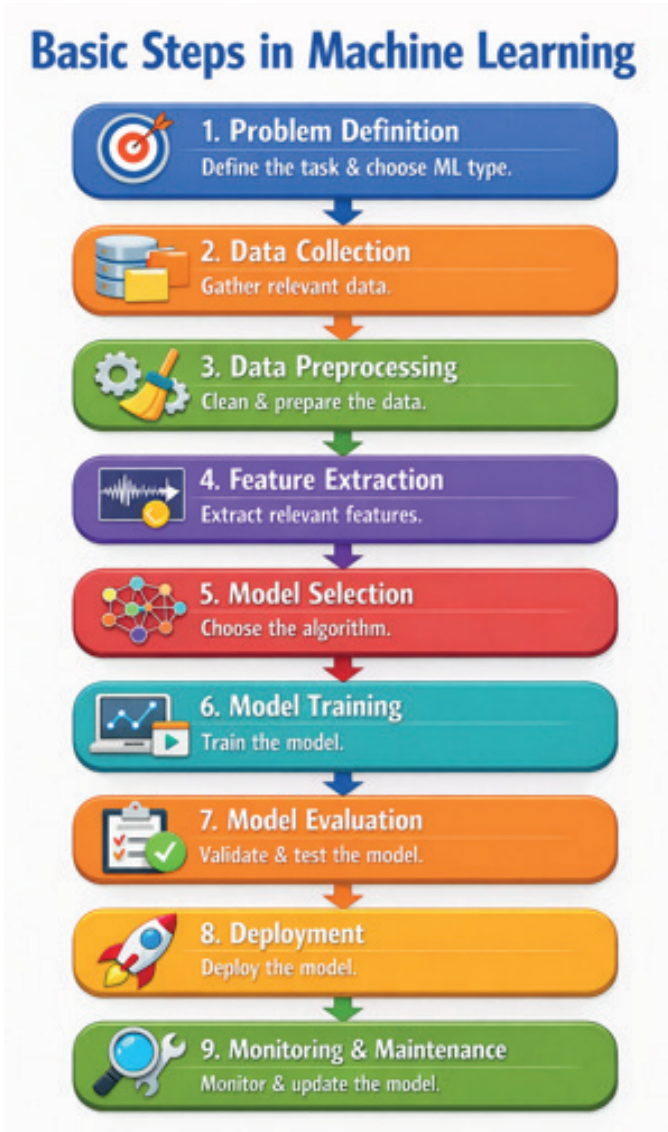 Basic Steps in Machine Learning
1. Problem Definition
Define the task & choose ML type.
2. Data Collection
Gather relevant data.
3. Data Preprocessing
Clean & prepare the data.
4. Feature Extraction
Extract relevant features.
5. Model Selection
Choose the algorithm.
6. Model Training
Train the model.
7. Model Evaluation
Validate & test the model.
8. Deployment
Deploy the model.
9. Monitoring & Maintenance
Monitor & update the model.